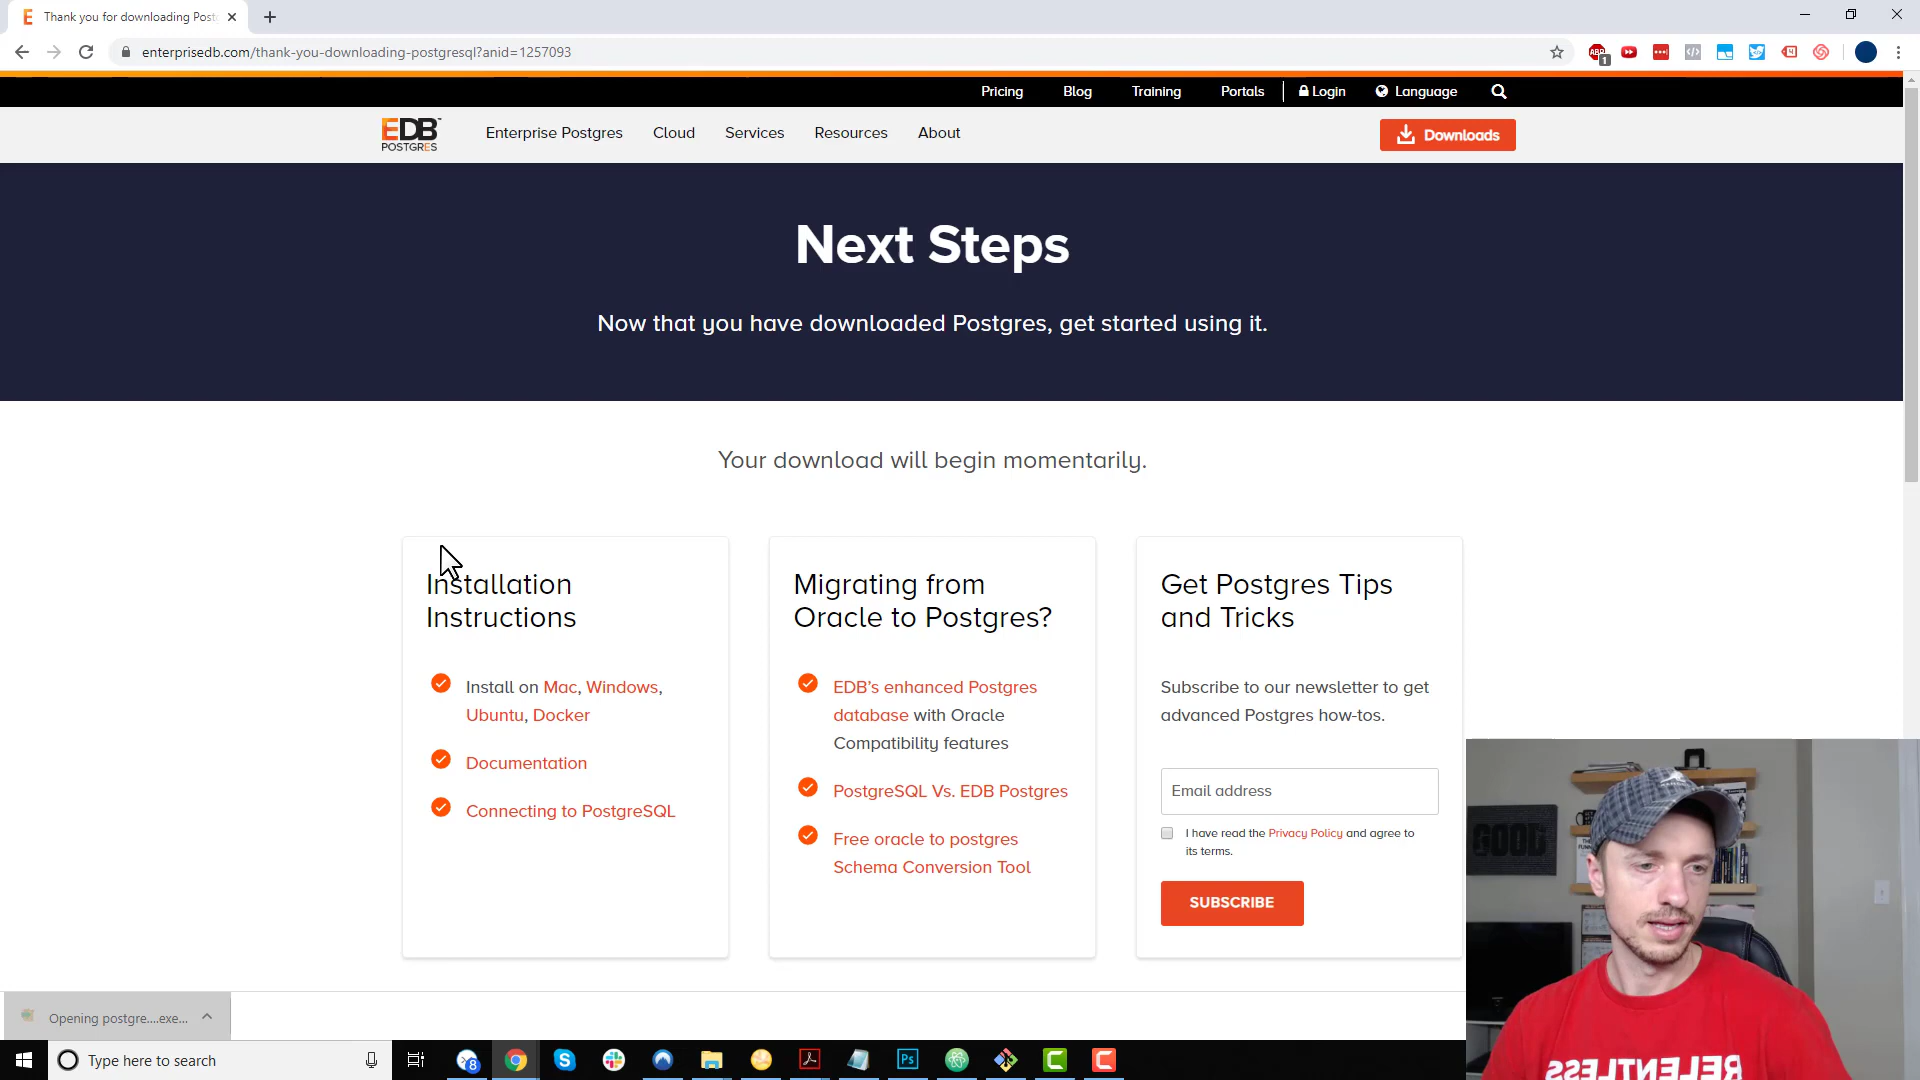 Thank you for downloading Post
enterprisedb.com/thank-you-downloading-postgresql?anid=1257093
ABP
1
Pricing
Blog
Training
Portals
Login
Language
EDB
POSTGRES
Enterprise Postgres
Cloud
Services
Resources
About
Downloads
Next Steps
Now that you have downloaded Postgres, get started using it.
Your download will begin momentarily.
Installation
Instructions
Install on Mac, Windows,
Ubuntu, Docker
Documentation
Connecting to PostgreSQL
Migrating from
Oracle to Postgres?
EDB's enhanced Postgres
database with Oracle
Compatibility features
PostgreSQL Vs. EDB Postgres
Free oracle to postgres
Schema Conversion Tool
Get Postgres Tips
and Tricks
Subscribe to our newsletter to get
advanced Postgres how-tos.
Email address
I have read the Privacy Policy and agree to
its terms.
SUBSCRIBE
GOOD
RELENTLESS
Opening postgre....exe...
Type here to search
8
Ps